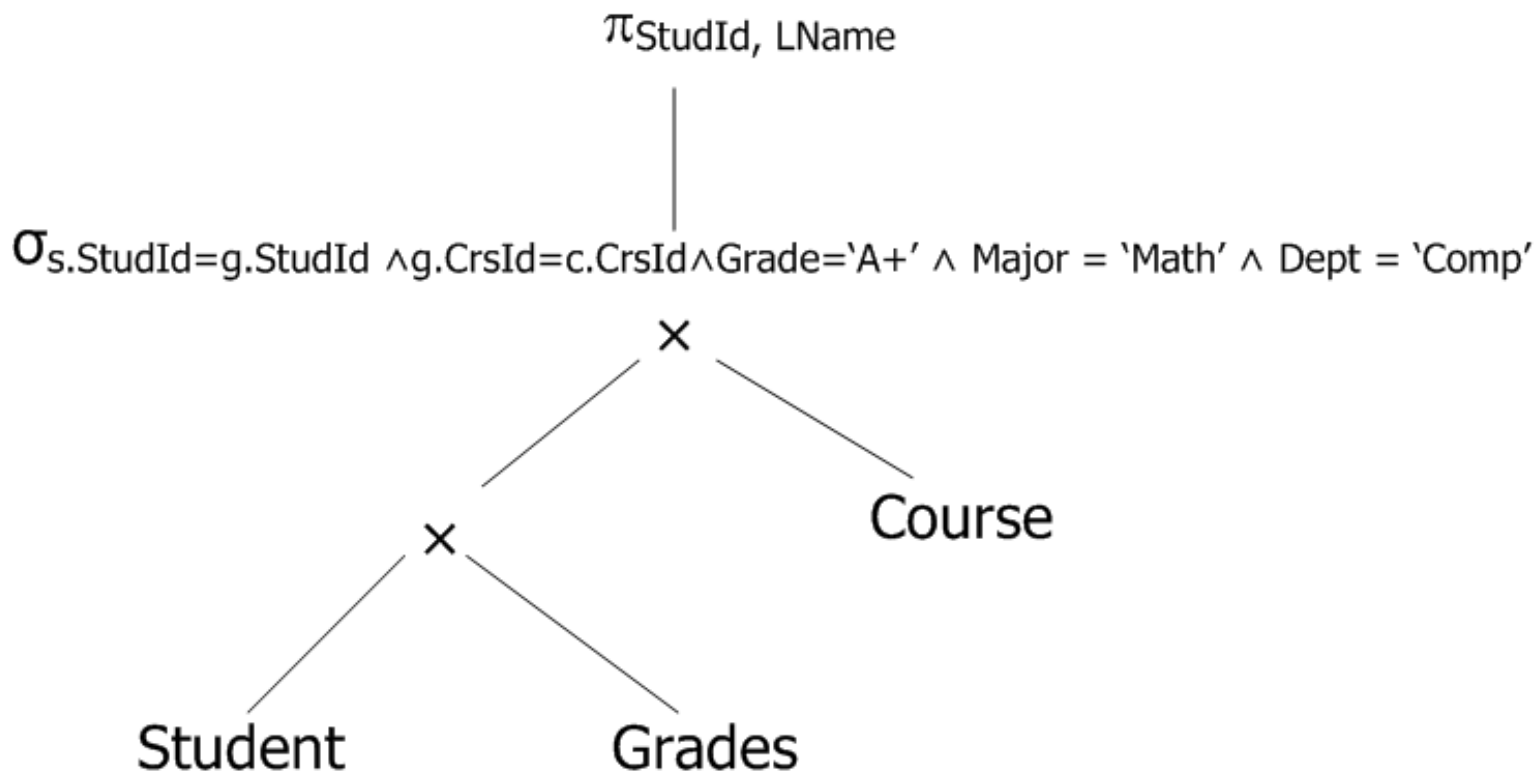 πStudId, LName
σs.StudId=g.StudId ∧g.CrsId=c.CrsId∧Grade=‘A+’ ∧ Major = ‘Math’ ∧ Dept = ‘Comp’
×
Course
×
Student Grades